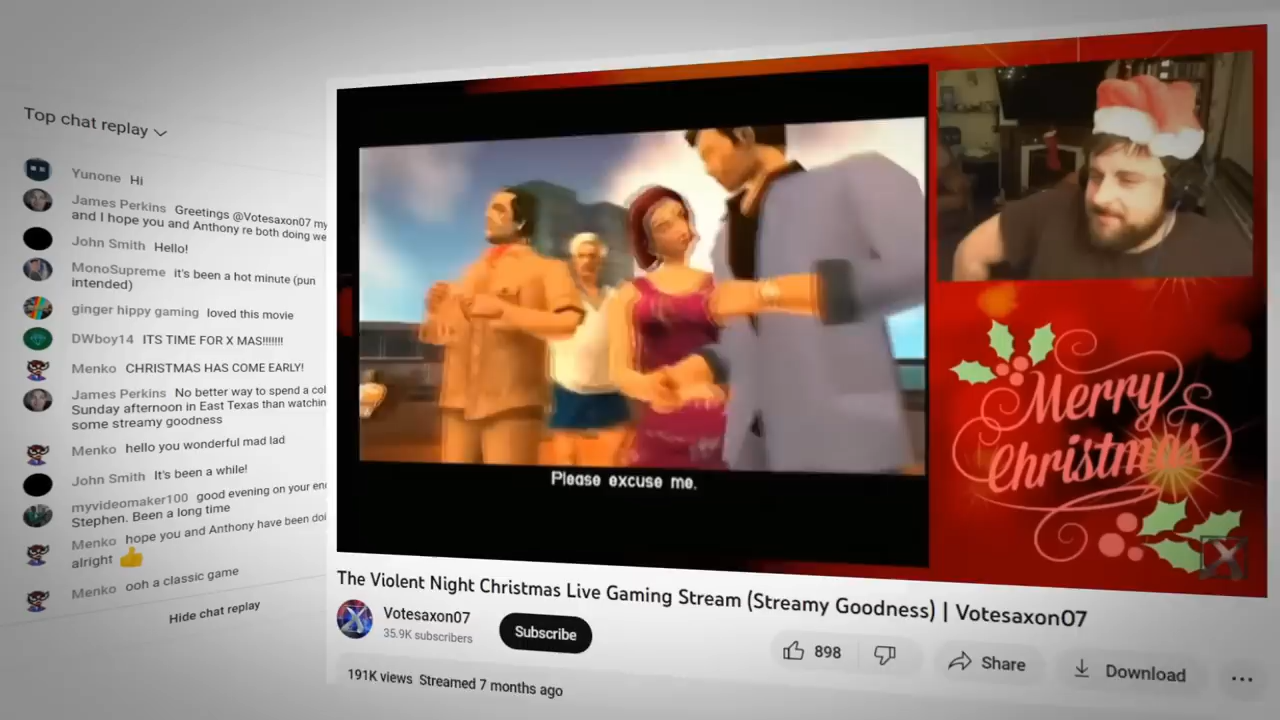 Top chat replay
Yunone Hi
James Perkins Greetings @Votesaxon07 my
and I hope you and Anthony re both doing we
John Smith Hello!
MonoSupreme it's been a hot minute (pun
intended)
ginger hippy gaming loved this movie
DWboy14 ITS TIME FOR X MAS!!!!!!!
Menko CHRISTMAS HAS COME EARLY!
James Perkins No better way to spend a col
Sunday afternoon in East Texas than watchin
some streamy goodness
Menko hello you wonderful mad lad
John Smith It's been a while!
myvideomaker100 good evening on your en
Stephen. Been a long time
Menko hope you and Anthony have been doi
alright
Menko ooh a classic game
Hide chat replay
Please excuse me.
Merry
Christmas
X
The Violent Night Christmas Live Gaming Stream (Streamy Goodness) | Votesaxon07
Votesaxon07
35.9K subscribers
Subscribe
898
Share
Download
191K views Streamed 7 months ago